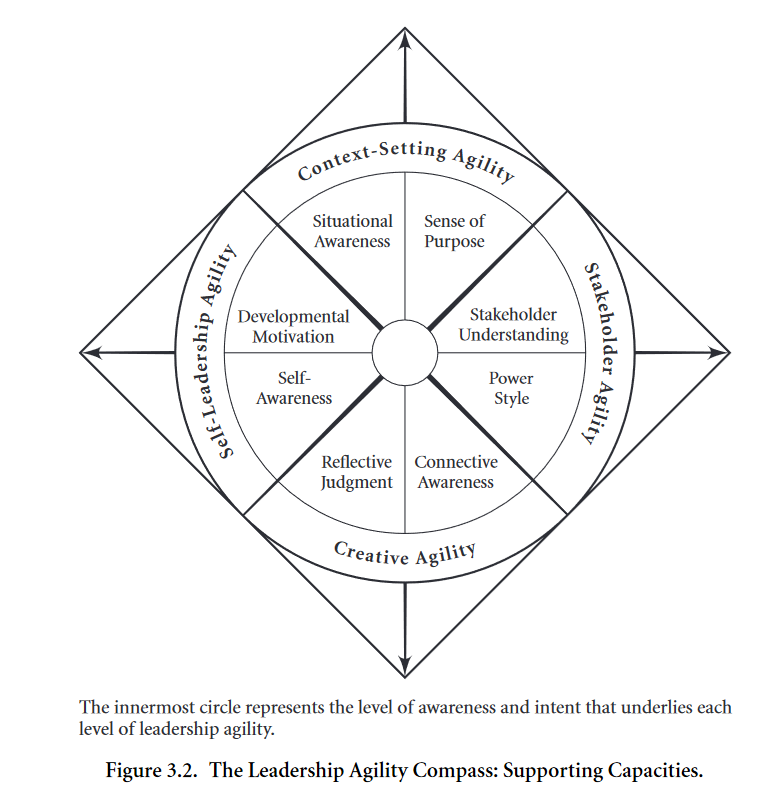 Context-Setting Agility
Situational
Awareness
Sense of
Purpose
Self-Leadership Agility
Developmental
Motivation
Stakeholder
Understanding
Stakeholder Agility
Self-
Awareness
Power
Style
Reflective
Judgment
Connective
Awareness
Creative Agility
The innermost circle represents the level of awareness and intent that underlies each
level of leadership agility.
Figure 3.2. The Leadership Agility Compass: Supporting Capacities.